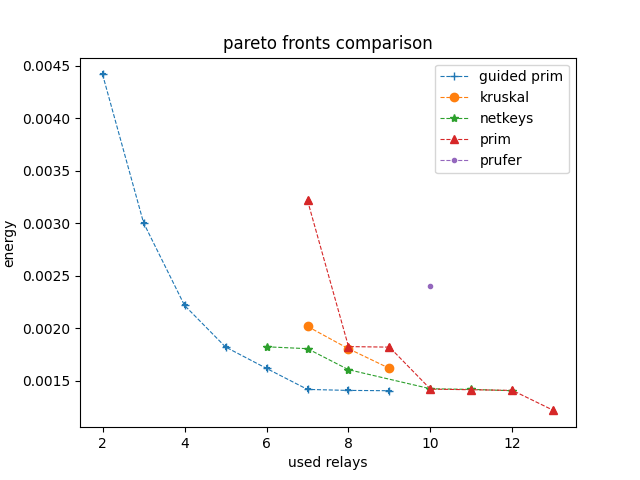 pareto fronts comparison
guided prim
kruskal
netkeys
prim
prufer
energy
0.0045
0.0040
0.0035
0.0030
0.0025
0.0020
0.0015
2 4 6 8 10 12
used relays